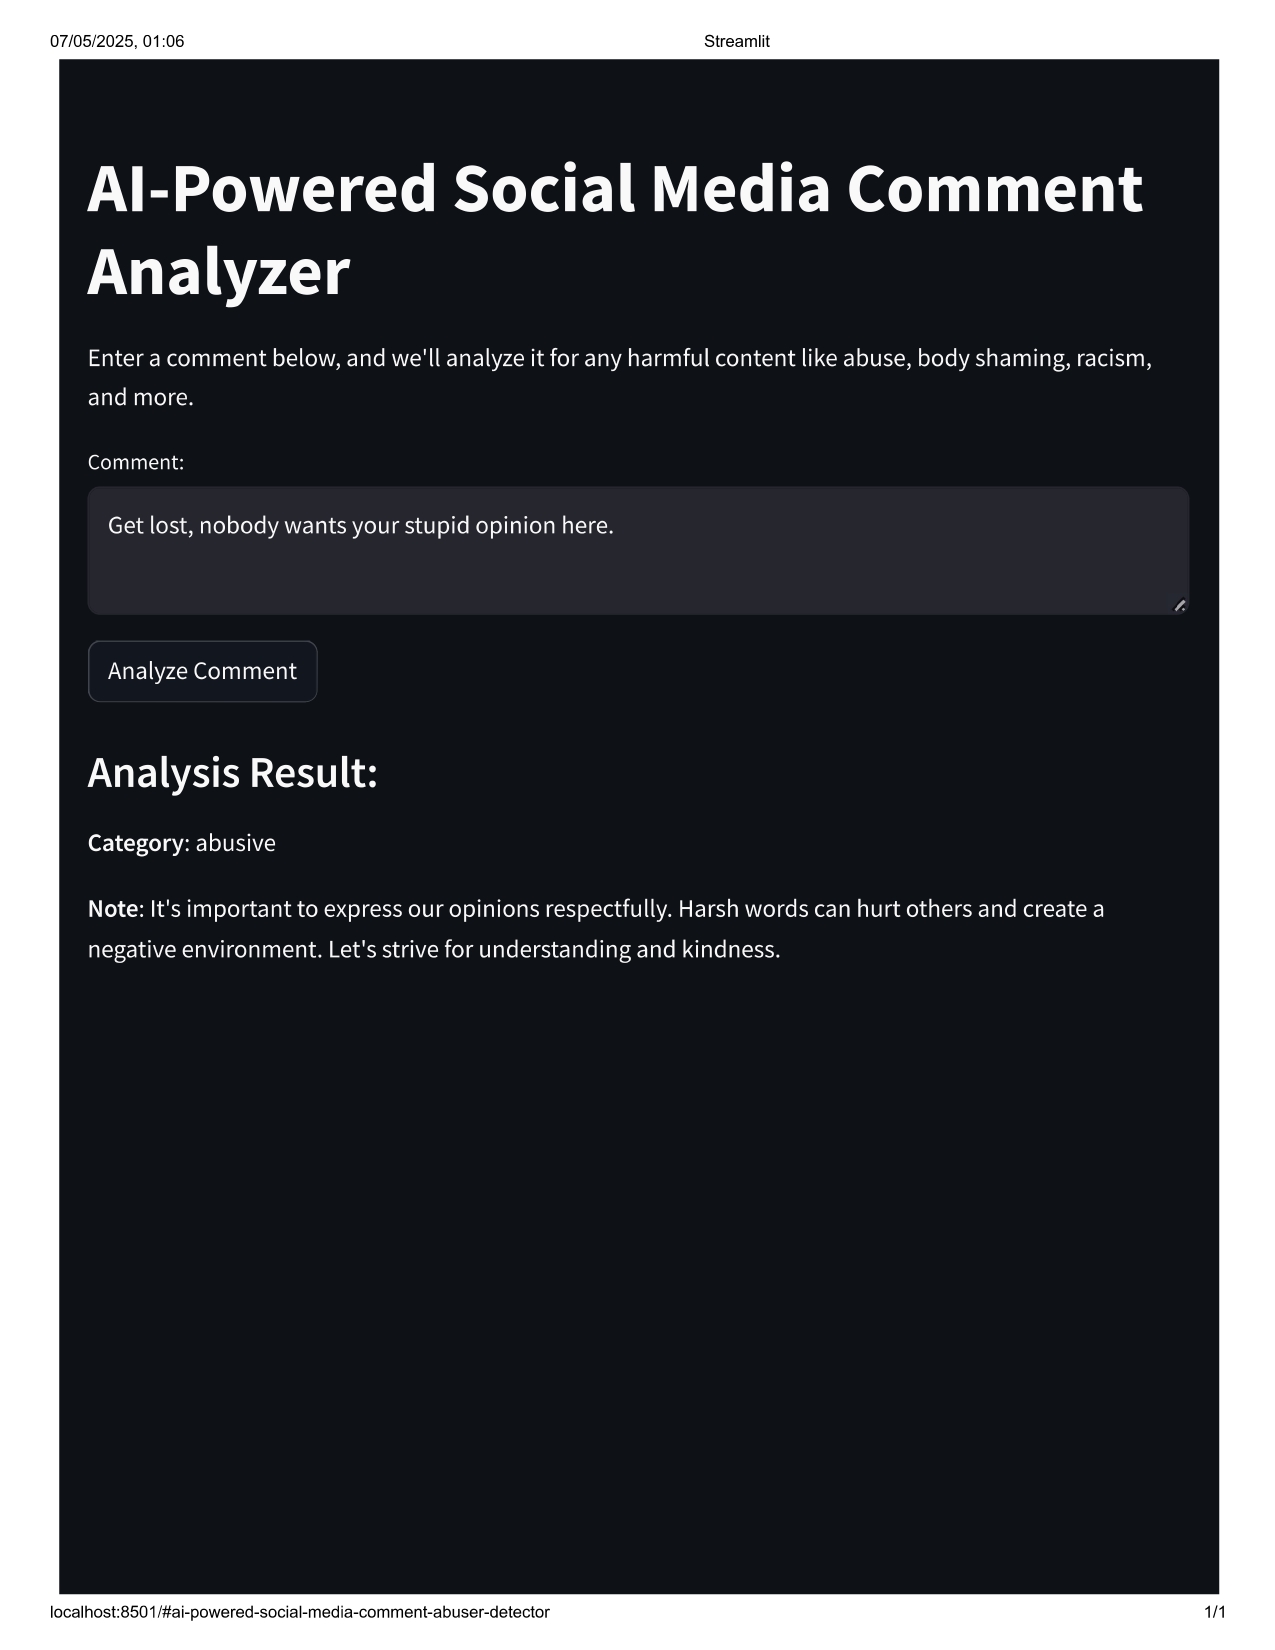 07/05/2025, 01:06 Streamlit
AI-Powered Social Media Comment
Analyzer
Enter a comment below, and we'll analyze it for any harmful content like abuse, body shaming, racism,
and more.
Comment:
Get lost, nobody wants your stupid opinion here.
Analyze Comment
Analysis Result:
Category: abusive
Note: It's important to express our opinions respectfully. Harsh words can hurt others and create a
negative environment. Let's strive for understanding and kindness.
localhost:8501/#ai-powered-social-media-comment-abuser-detector 1/1